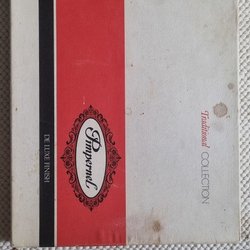 Traditional COLLECTION
Pimpernel
DE LUXE FINISH